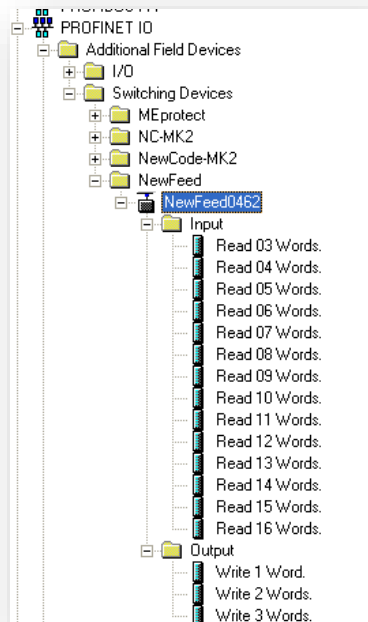 PROFINET IO
Additional Field Devices
I/O
Switching Devices
MEprotect
NC-MK2
NewCode-MK2
NewFeed
NewFeed0462
Input
Read 03 Words.
Read 04 Words.
Read 05 Words.
Read 06 Words.
Read 07 Words.
Read 08 Words.
Read 09 Words.
Read 10 Words.
Read 11 Words.
Read 12 Words.
Read 13 Words.
Read 14 Words.
Read 15 Words.
Read 16 Words.
Output
Write 1 Word.
Write 2 Words.
Write 3 Words.